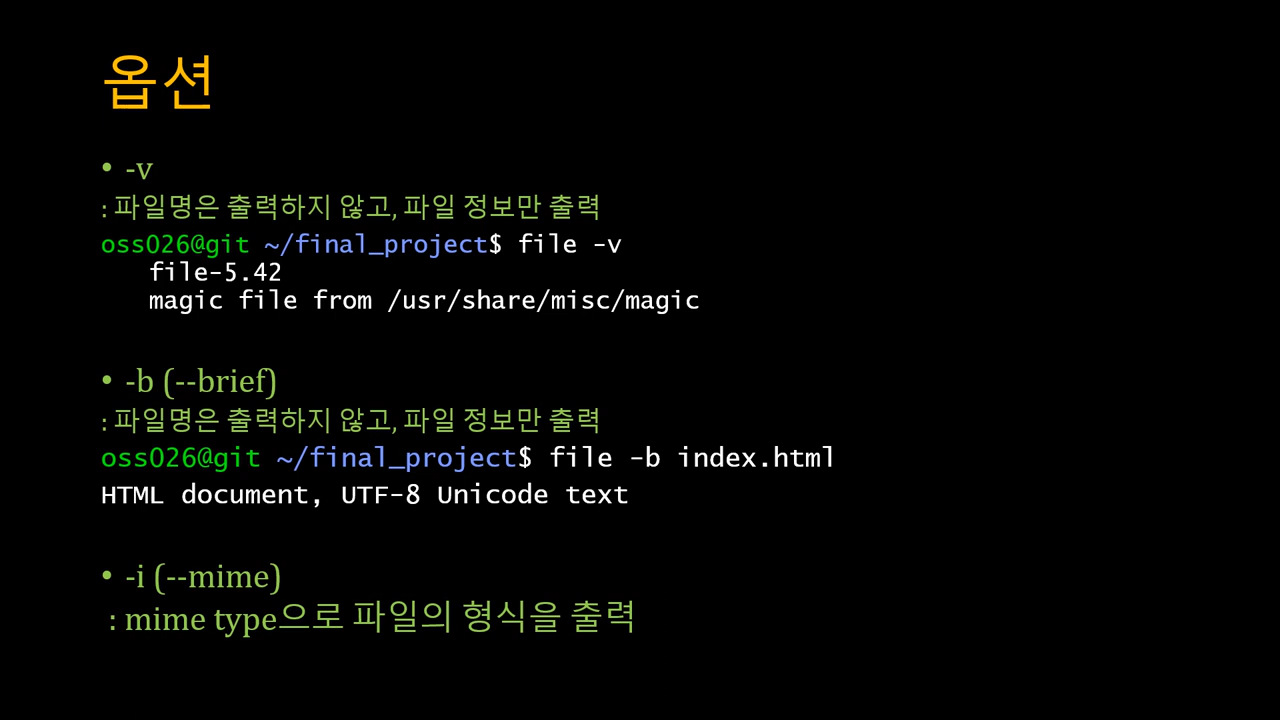 옵션
• -v
: 파일명은 출력하지 않고, 파일 정보만 출력
oss026@git ~/final_project$ file -v
file-5.42
magic file from /usr/share/misc/magic
• -b (--brief)
: 파일명은 출력하지 않고, 파일 정보만 출력
oss026@git ~/final_project$ file -b index.html
HTML document, UTF-8 Unicode text
• -i (--mime)
: mime type으로 파일의 형식을 출력